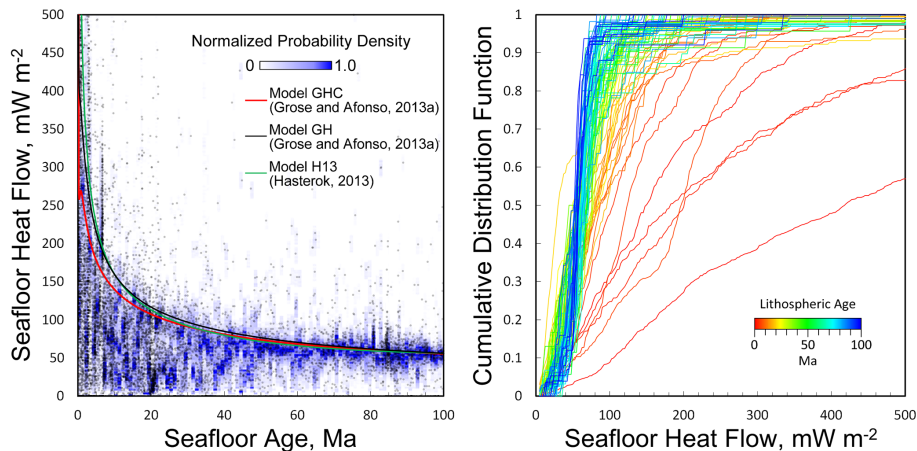 500
450
400
350
300
250
200
150
100
50
0
Seafloor Heat Flow, mW m-2
Normalized Probability Density
0 1.0
Model GHC
(Grose and Afonso, 2013a)
Model GH
(Grose and Afonso, 2013a)
Model H13
(Hasterok, 2013)
0 20 40 60 80 100
Seafloor Age, Ma
1
0.9
0.8
0.7
0.6
0.5
0.4
0.3
0.2
0.1
0
Cumulative Distribution Function
Lithospheric Age
0 50 100
Ma
0 100 200 300 400 500
Seafloor Heat Flow, mW m-2